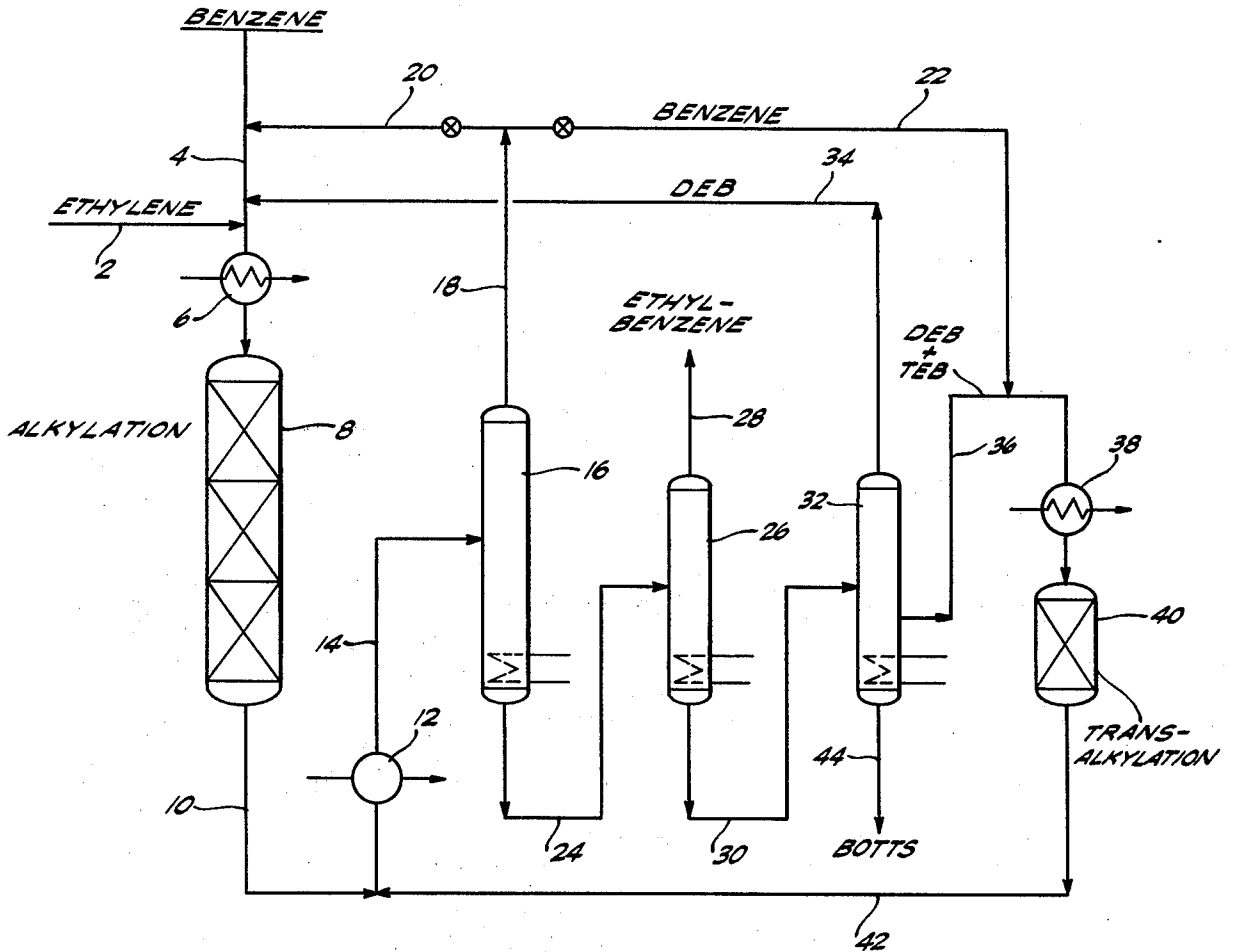 BENZENE
20
BENZENE
22
4
34
DEB
ETHYLENE
2
18
6
ETHYL-
BENZENE
DEB
+
TEB
28
ALKYLATION
8
16
36
38
32
26
40
14
12
TRANS-
ALKYLATION
44
10
24
30
BOTTS
42